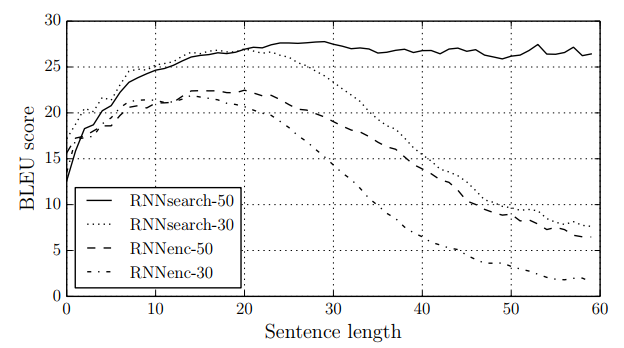 30
25
20
15
10
5
0
BLEU score
RNNsearch-50
RNNsearch-30
RNNenc-50
RNNenc-30
0 10 20 30 40 50 60
Sentence length